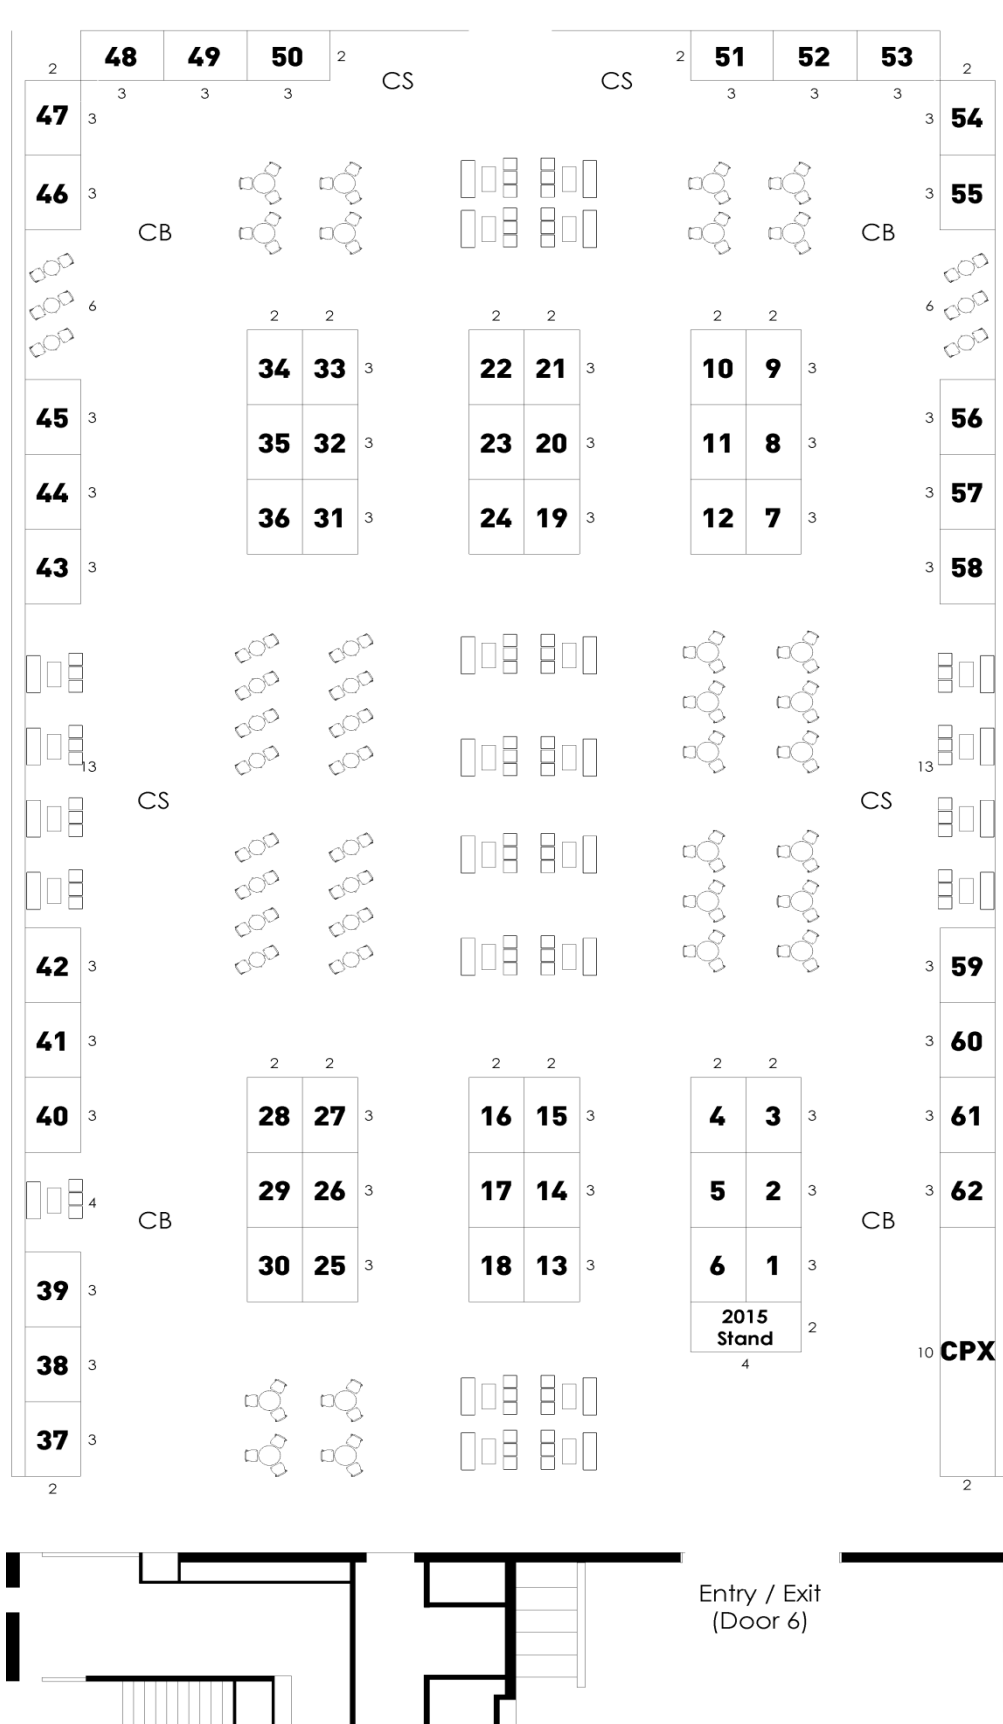 48 49 50 2 51 52 53
2 CS CS 2
3 3 3 3 3 3
47 3 3 54
46 3 3 55
CB CB
6 6
2 2 2 2 2 2
34 33 3 22 21 3 10 9 3
45 3 3 56
35 32 3 23 20 3 11 8 3
44 3 3 57
36 31 3 24 19 3 12 7 3
43 3 3 58
13 13
CS CS
42 3 3 59
41 3 3 60
2 2 2 2 2 2
40 3 28 27 3 16 15 3 4 3 3 3 61
29 26 3 17 14 3 5 2 3 3 62
4
CB CB
30 25 3 18 13 3 6 1 3
39 3
2015
Stand
2
10 CPX
38 3 4
37 3
2 2
Entry / Exit
(Door 6)